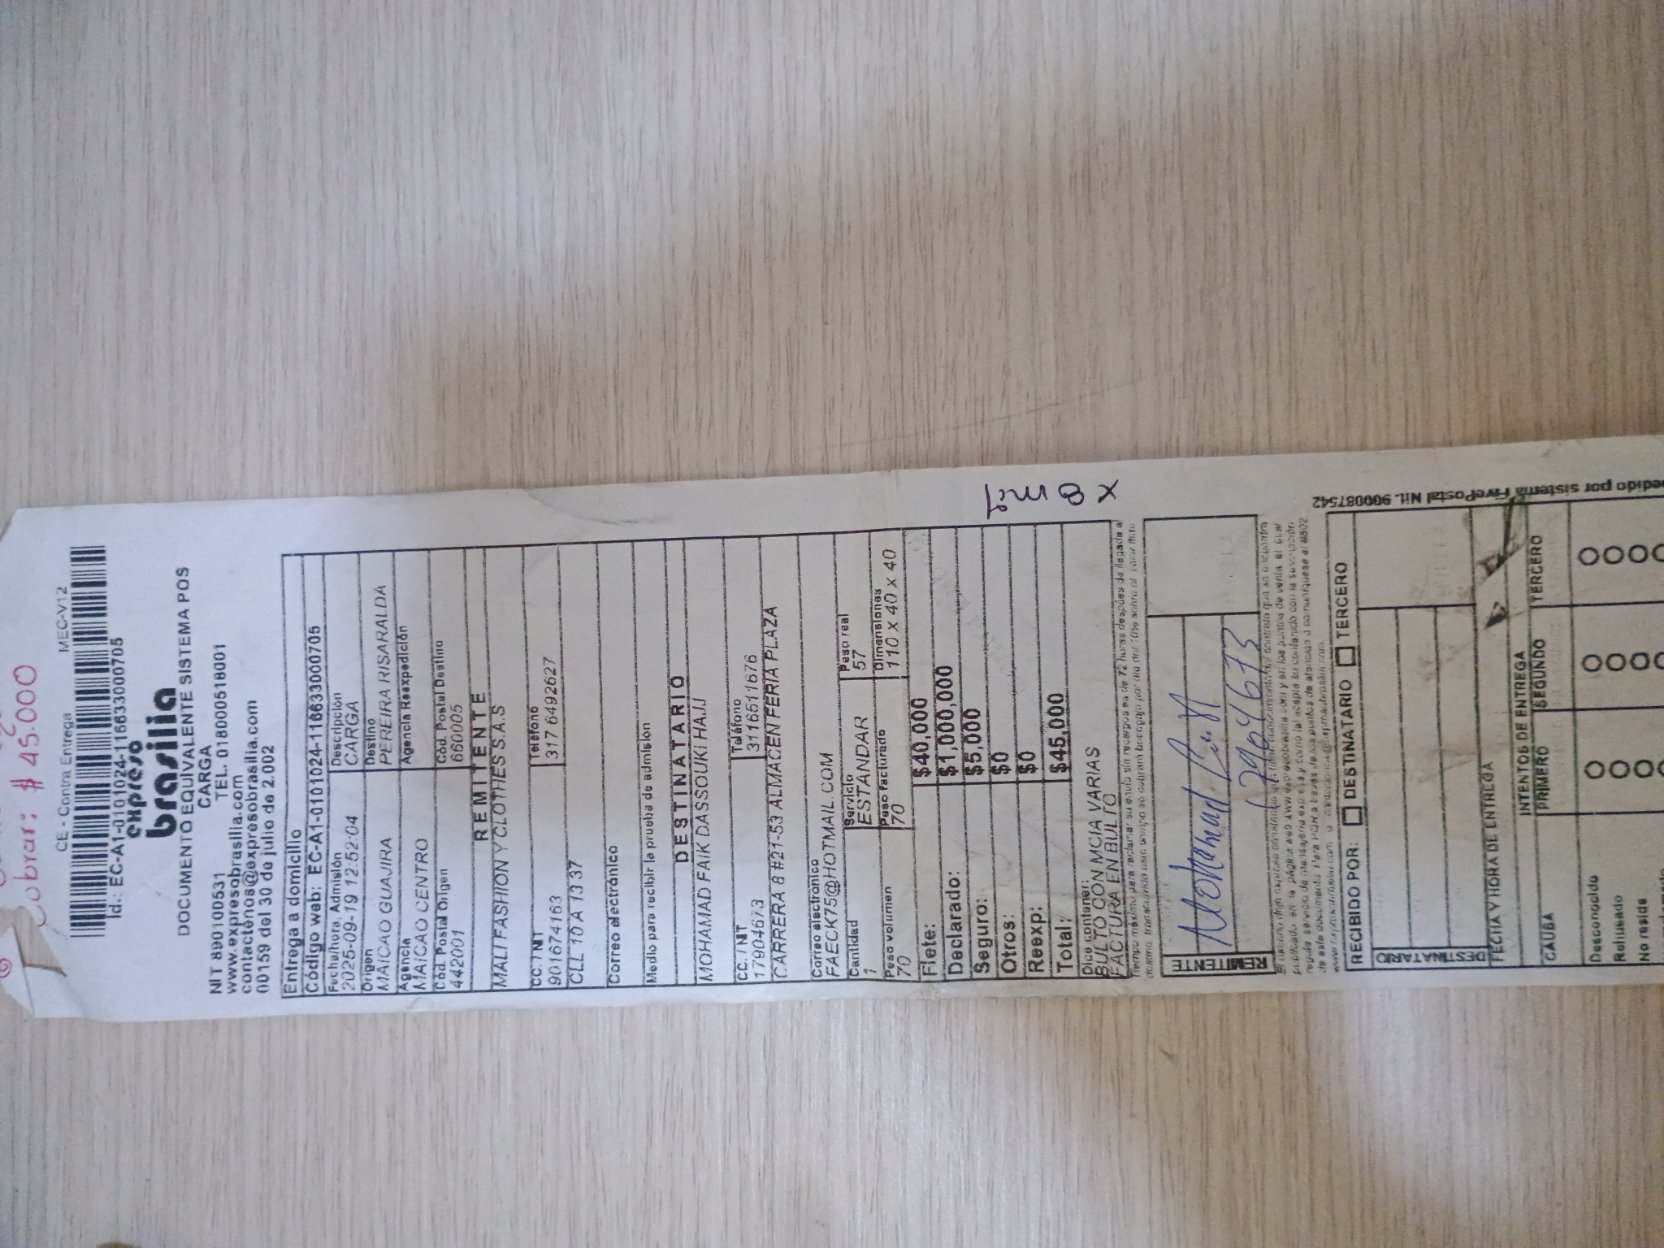 Cobrar: $ 45.000
CE - Contra Entrega MEC-V12
Id.: EC-A1-0101024-116633000705
expreso
brasilia
DOCUMENTO EQUIVALENTE SISTEMA POS
CARGA
NIT 890100531 TEL. 018000518001
www.expresobrasilia.com
contactenos@expresobrasilia.com
00159 del 30 de julio de 2.002
Entrega a domicilio
Código web: EC-A1-0101024-116633000705
Fecha/hora, Admisión Descripción
2025-09-19 12:52:04 CARGA
Origen Destino
MAICAO GUAJIRA PEREIRA RISARALDA
Agencia Agencia Reexpedición
MAICAO CENTRO
Cód. Postal Origen Cód. Postal Destino
442001 660005
REMITENTE
MALI FASHION Y CLOTHES S.A.S
CC. / NIT Teléfono
901674163 317 6492627
CLL 10 A 13 37
Correo electrónico
Medio para recibir la prueba de admisión
DESTINATARIO
MOHAMAD FAIK DASSOUKI HAJJ
CC. / NIT Teléfono
17904673 3116511676
CARRERA 8 #21-53 ALMACEN FERIA PLAZA
Correo electrónico
FAECK75@HOTMAIL.COM
Cantidad Servicio Peso real
1 ESTANDAR 57
Peso volumen Peso facturado Dimensiones
70 70 110 x 40 x 40
Flete: $40,000
Declarado: $1,000,000
Seguro: $5,000
Otros: $0
Reexp: $0
Total: $45,000
x 8 mil
Dice contener:
BULTO CON MCIA VARIAS
FACTURA EN BULTO
REMITENTE
Mohamad
17904673
RECIBIDO POR: DESTINATARIO TERCERO
DESTINATARIO
FECHA Y HORA DE ENTREGA
INTENTOS DE ENTREGA
CAUSA PRIMERO SEGUNDO TERCERO
Desconocido
Rehusado
No reside
pedido por sistema FivePostal Nit. 900087542